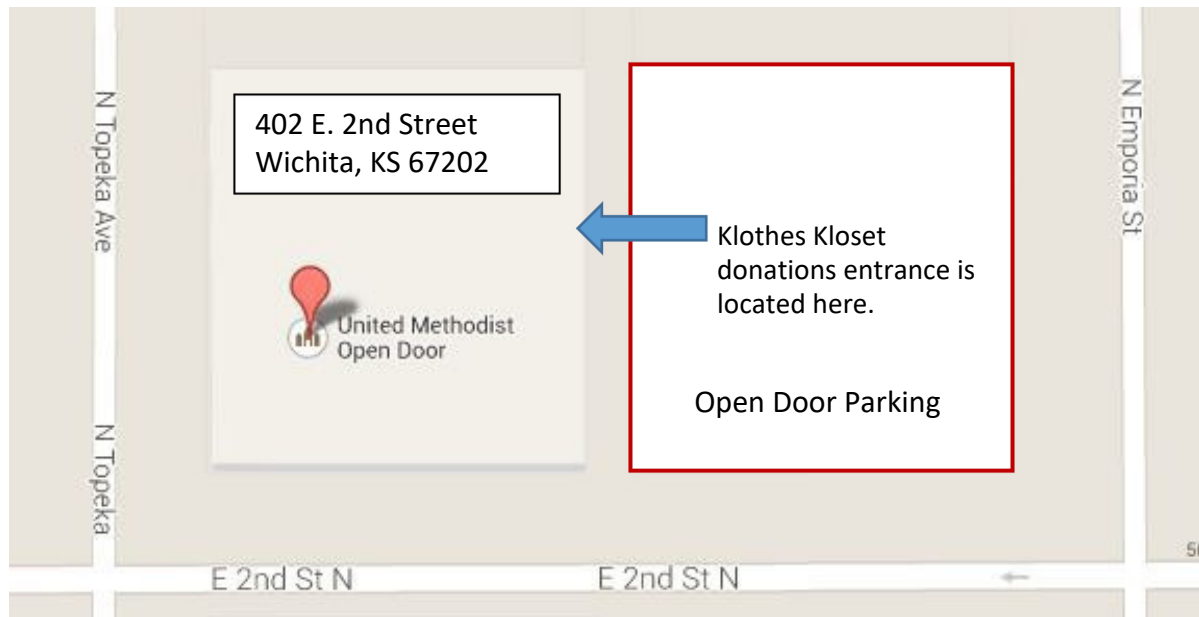 N Topeka Ave
402 E. 2nd Street
Wichita, KS 67202
N Emporia St
Klothes Kloset
donations entrance is
located here.
United Methodist
Open Door
Open Door Parking
N Topeka
E 2nd St N
E 2nd St N